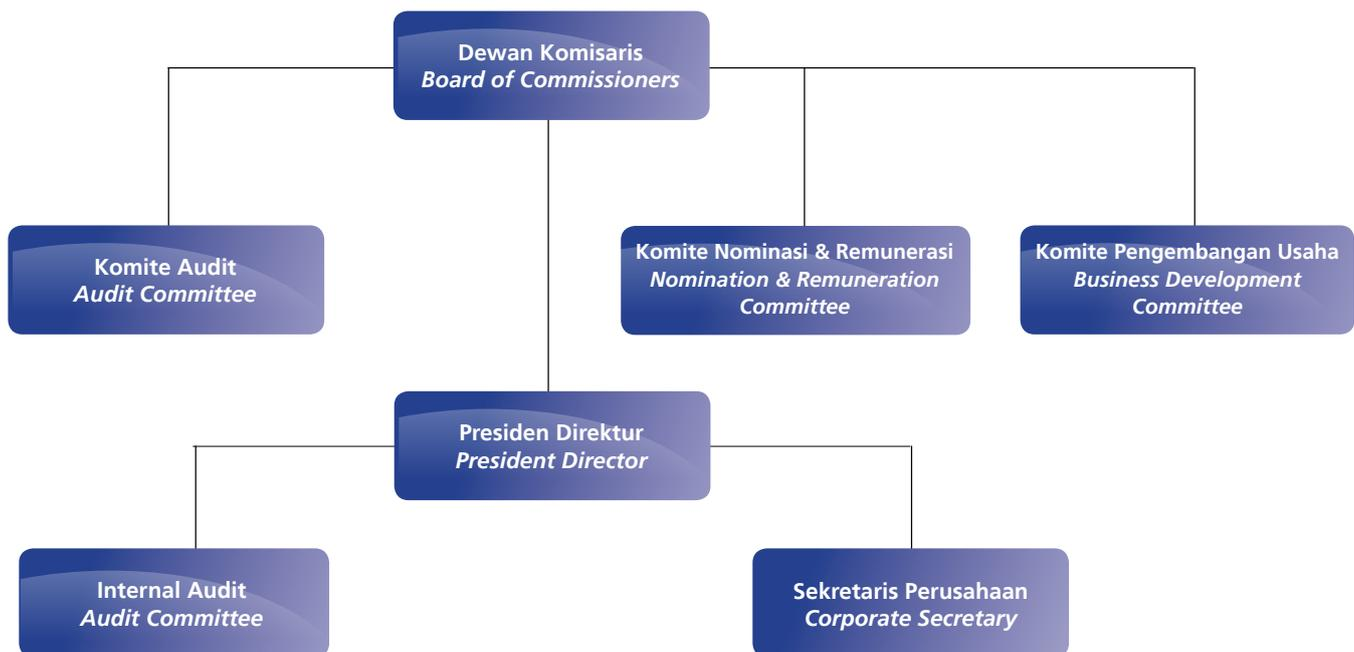 Dewan Komisaris
Board of Commissioners
Komite Audit
Audit Committee
Komite Nominasi & Remunerasi
Nomination & Remuneration
Committee
Komite Pengembangan Usaha
Business Development
Committee
Presiden Direktur
President Director
Internal Audit
Audit Committee
Sekretaris Perusahaan
Corporate Secretary